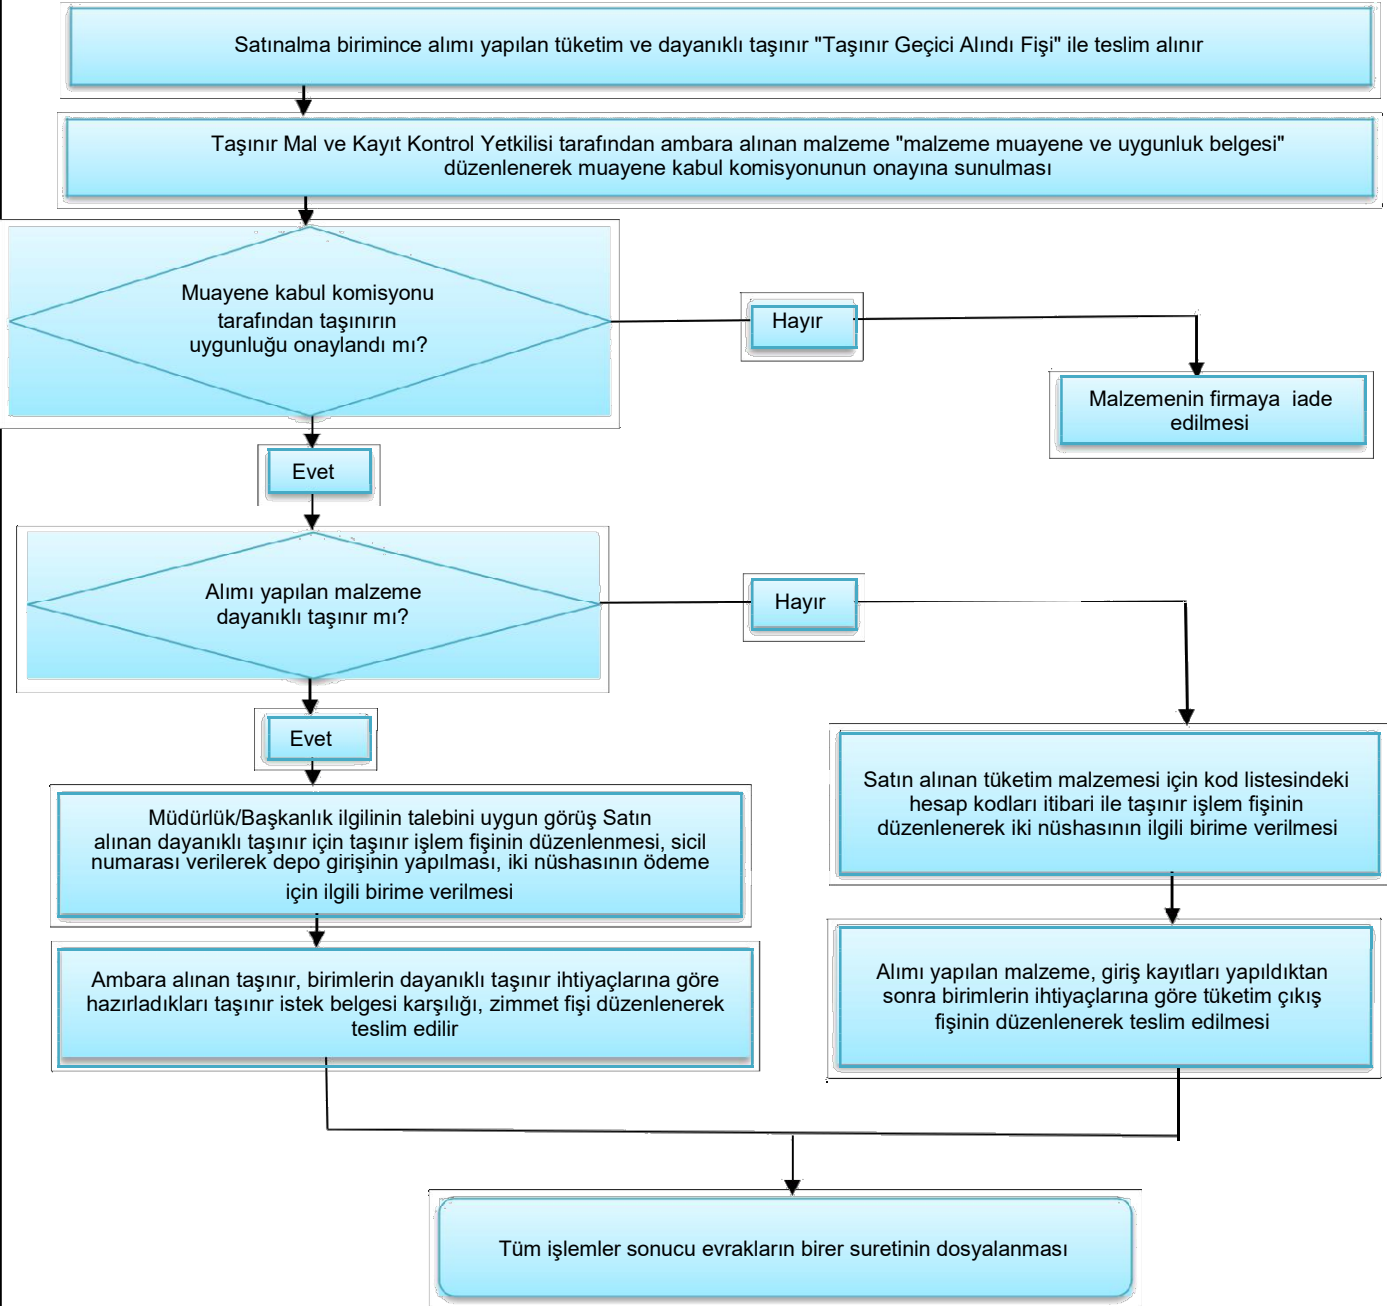 Satınalma birimince alımı yapılan tüketim ve dayanıklı taşınır "Taşınır Geçici Alındı Fişi" ile teslim alınır
Taşınır Mal ve Kayıt Kontrol Yetkilisi tarafından ambara alınan malzeme "malzeme muayene ve uygunluk belgesi"
düzenlenerek muayene kabul komisyonunun onayına sunulması
Muayene kabul komisyonu
tarafından taşınırın
uygunluğu onaylandı mı?
Hayır
Malzemenin firmaya iade
edilmesi
Evet
Alımı yapılan malzeme
dayanıklı taşınır mı?
Hayır
Evet
Satın alınan tüketim malzemesi için kod listesindeki
hesap kodları itibari ile taşınır işlem fişinin
düzenlenerek iki nüshasının ilgili birime verilmesi
Müdürlük/Başkanlık ilgilinin talebini uygun görüş Satın
alınan dayanıklı taşınır için taşınır işlem fişinin düzenlenmesi, sicil
numarası verilerek depo girişinin yapılması, iki nüshasının ödeme
için ilgili birime verilmesi
Alımı yapılan malzeme, giriş kayıtları yapıldıktan
sonra birimlerin ihtiyaçlarına göre tüketim çıkış
fişinin düzenlenerek teslim edilmesi
Ambara alınan taşınır, birimlerin dayanıklı taşınır ihtiyaçlarına göre
hazırladıkları taşınır istek belgesi karşılığı, zimmet fişi düzenlenerek
teslim edilir
Tüm işlemler sonucu evrakların birer suretinin dosyalanması